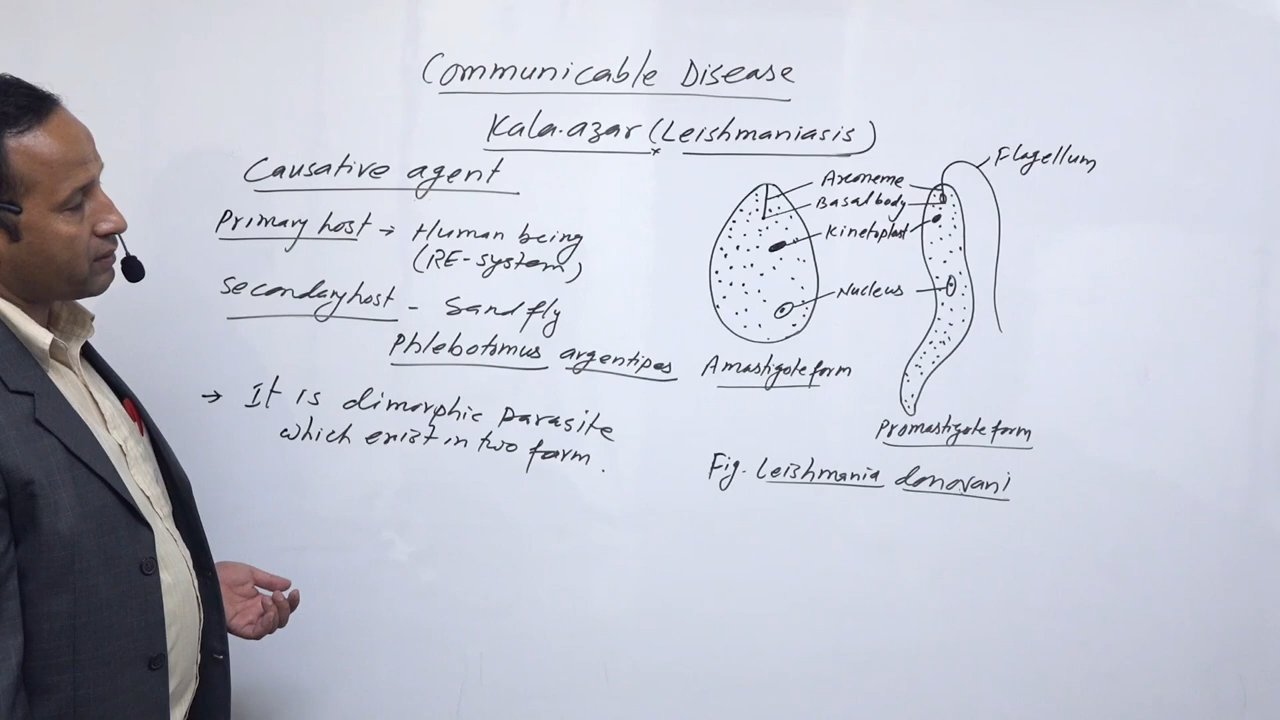 Communicable Disease
Kala-azar (Leishmaniasis)
Causative agent
Primary host → Human being
(RE-system)
Secondary host - Sand fly
Phlebotomus argentipes
→ It is dimorphic parasite
which exist in two form.
Flagellum
Axoneme
Basal body
Kinetoplast
Nucleus
Amastigote form
Promastigote form
Fig. Leishmania donovani